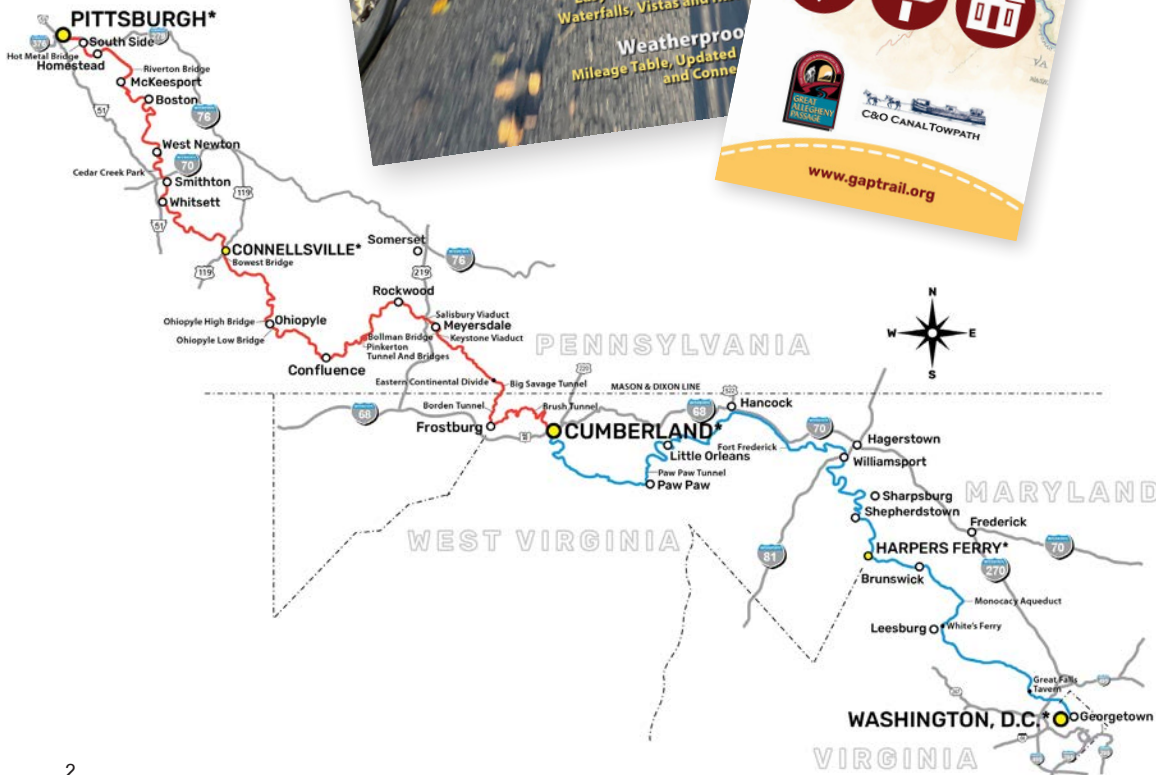 Waterfalls, Vistas and
Weatherproo
Mileage Table, Updated
and Conne
GREAT
ALLEGHENY
PASSAGE
C&O CANAL TOWPATH
www.gaptrail.org
PITTSBURGH*
376
South Side
Hot Metal Bridge
Homestead
Riverton Bridge
McKeesport
Boston
51
76
West Newton
70
Cedar Creek Park
Smithton
119
Whitsett
51
CONNELLSVILLE*
Somerset
Bowest Bridge
76
119
219
Rockwood
Salisbury Viaduct
Ohiopyle High Bridge
Ohiopyle
Meyersdale
Ohiopyle Low Bridge
Bollman Bridge
Keystone Viaduct
Pinkerton
Tunnel And Bridges
Confluence
PENNSYLVANIA
N
W
E
S
Eastern Continental Divide
Big Savage Tunnel
220
MASON & DIXON LINE
522
68
Borden Tunnel
Brush Tunnel
Frostburg
CUMBERLAND*
68
Hancock
70
Fort Frederick
Hagerstown
Little Orleans
Williamsport
Paw Paw Tunnel
Paw Paw
Sharpsburg
MARYLAND
Shepherdstown
WEST VIRGINIA
Frederick
70
HARPERS FERRY*
81
270
Brunswick
Monocacy Aqueduct
Leesburg
White's Ferry
Great Falls
Tavern
WASHINGTON, D.C.*
Georgetown
VIRGINIA
2